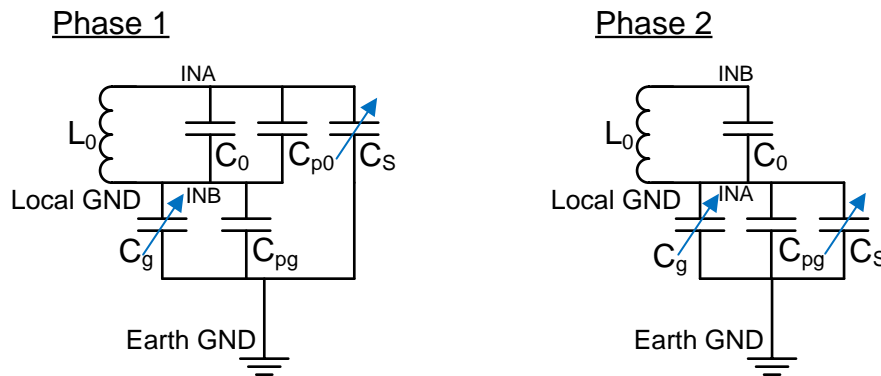 Phase 1
INA
L0
C0
Cp0
CS
Local GND
INB
Cg
Cpg
Earth GND
Phase 2
INB
L0
C0
Local GND
INA
Cg
Cpg
CS
Earth GND